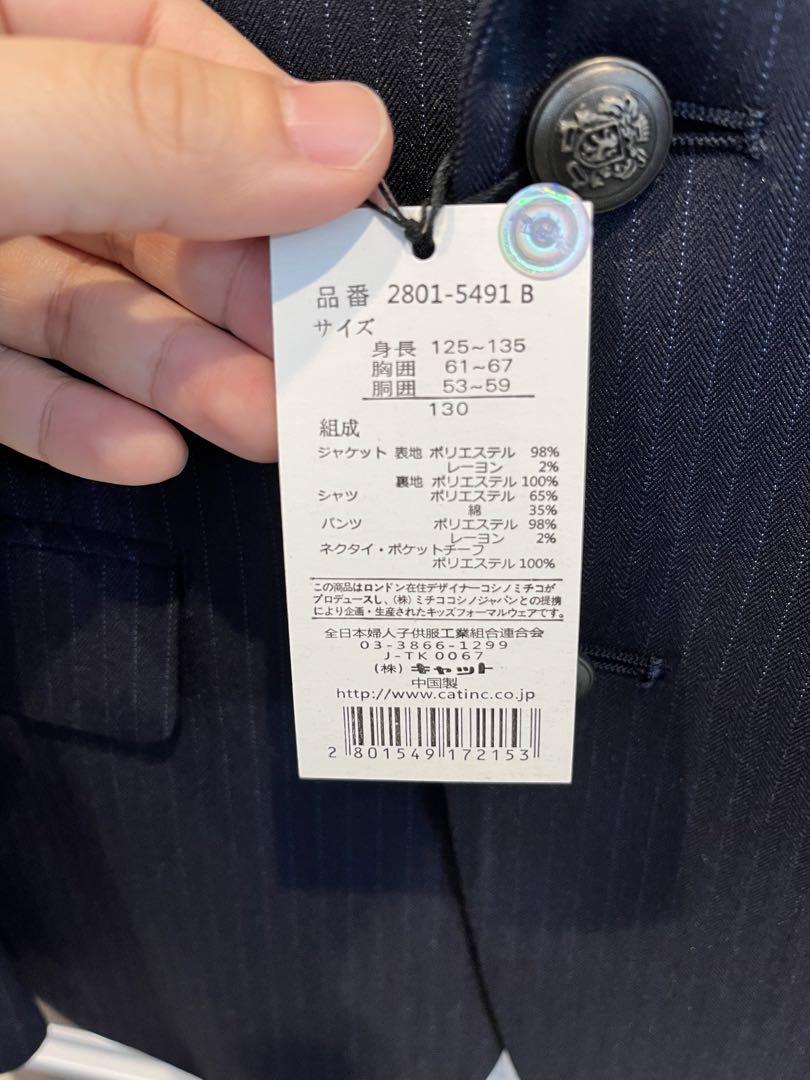 品番 2801-5491 B
サイズ
身長 125~135
胸囲 61~67
胴囲 53~59
130
組成
ジャケット 表地 ポリエステル 98%
レーヨン 2%
裏地 ポリエステル 100%
シャツ ポリエステル 65%
綿 35%
パンツ ポリエステル 98%
レーヨン 2%
ネクタイ・ポケットチーフ
ポリエステル 100%
この商品はロンドン在住デザイナーコシノミチコが
プロデュースし、(株)ミチココシノジャパンとの提携
により企画・生産されたキッズフォーマルウェアです。
全日本婦人子供服工業組合連合会
03-3866-1299
J-TK 0067
(株) キャット
中国製
http://www.catinc.co.jp
2 801549 172153